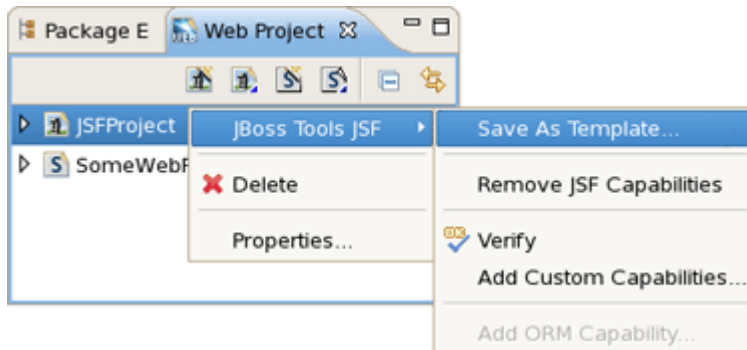 Package E Web Project
JSFProject
SomeWebF
JBoss Tools JSF
Delete
Properties...
Save As Template...
Remove JSF Capabilities
Verify
Add Custom Capabilities...
Add ORM Capability...